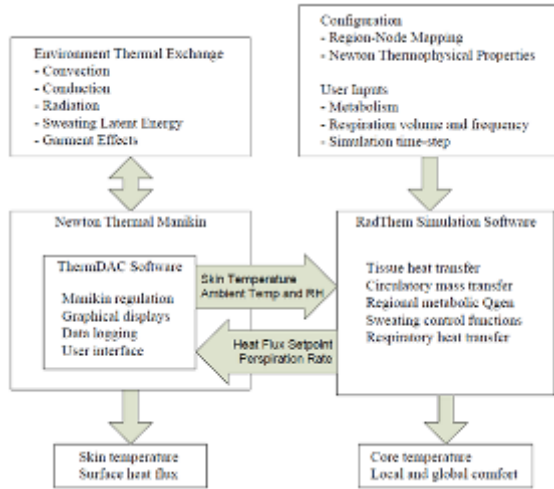 Environment Thermal Exchange
- Convection
- Conduction
- Radiation
- Sweating Latent Energy
- Garment Effects
Configuration
- Region-Node Mapping
- Newton Thermophysical Properties
User Inputs
- Metabolism
- Respiration volume and frequency
- Simulation time-step
Newton Thermal Manikin
ThermDAC Software
Manikin regulation
Graphical displays
Data logging
User interface
Skin Temperature
Ambient Temp and RH
Heat Flux Setpoint
Perspiration Rate
RadThem Simulation Software
Tissue heat transfer
Circulatory mass transfer
Regional metabolic Qgen
Sweating control functions
Respiratory heat transfer
Skin temperature
Surface heat flux
Core temperature
Local and global comfort